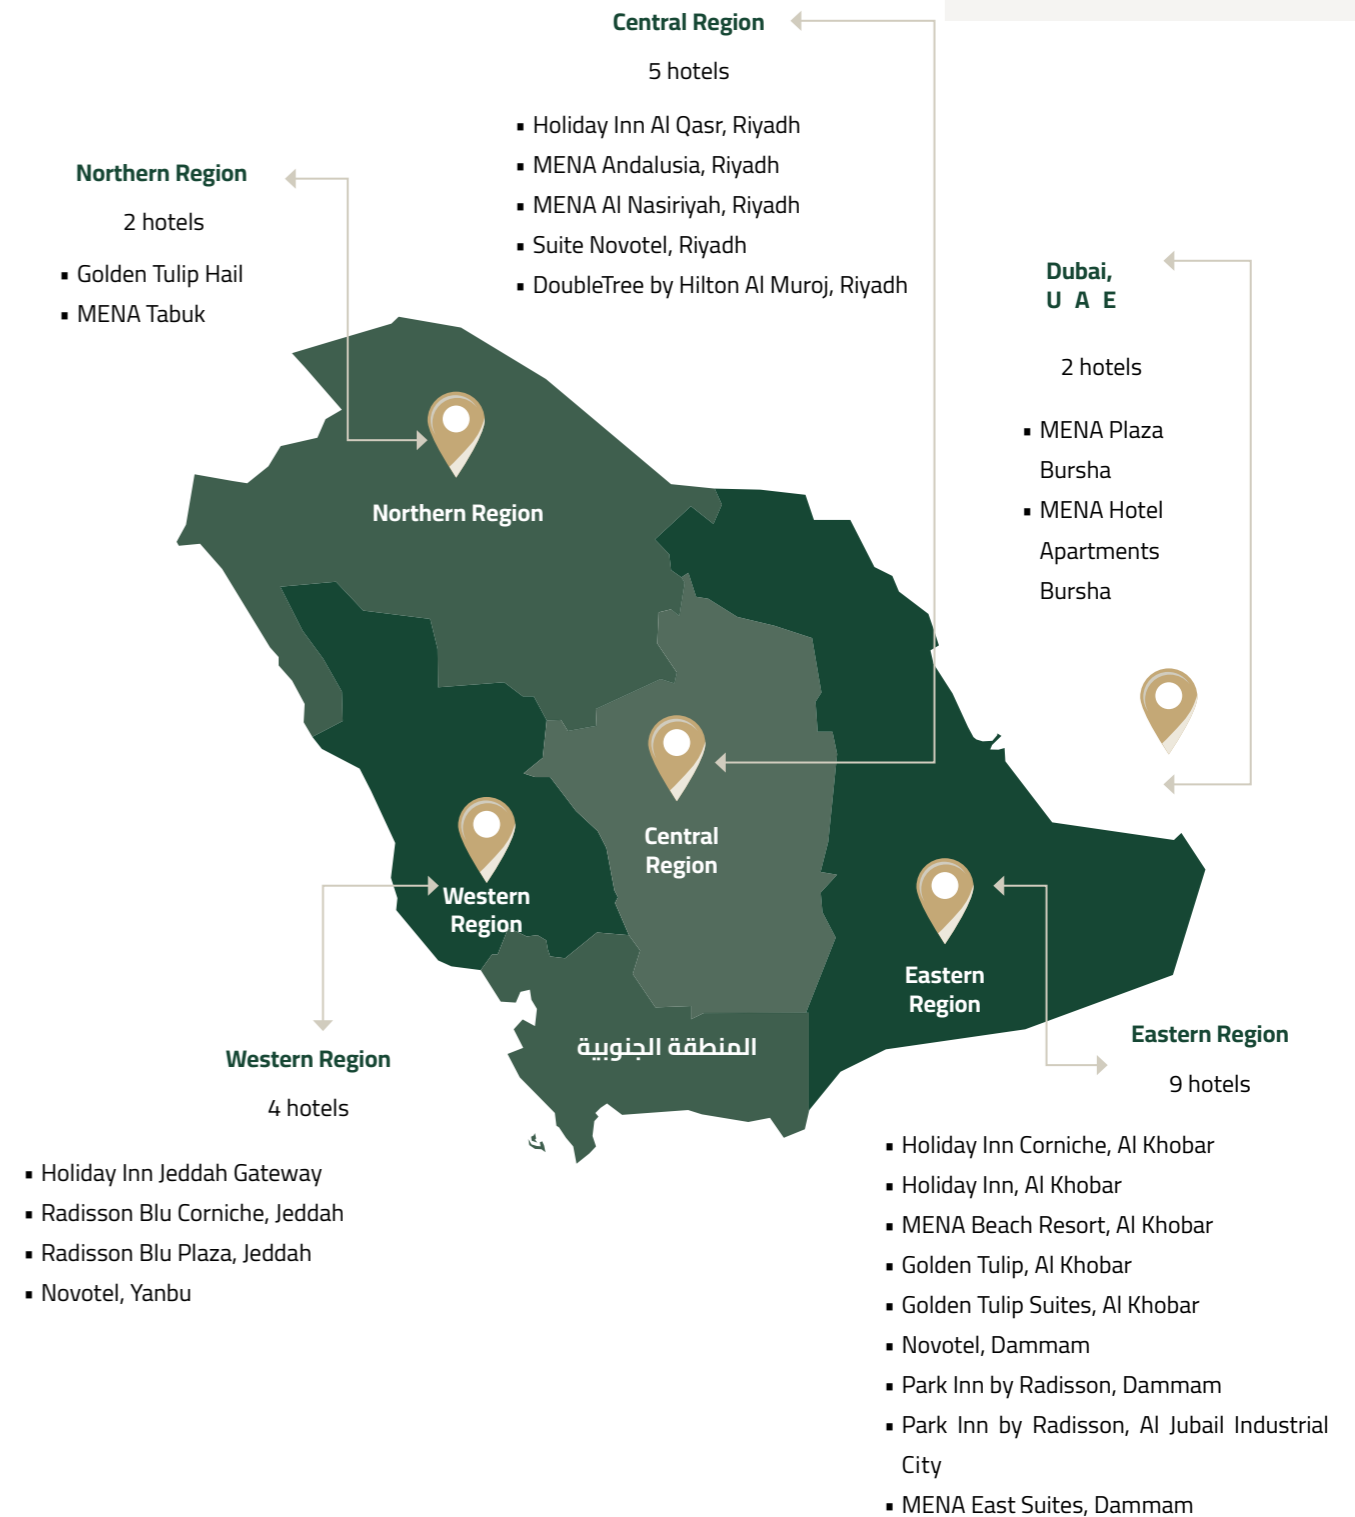 Central Region
5 hotels
▪ Holiday Inn Al Qasr, Riyadh
▪ MENA Andalusia, Riyadh
▪ MENA Al Nasiriyah, Riyadh
▪ Suite Novotel, Riyadh
▪ DoubleTree by Hilton Al Muroj, Riyadh
Northern Region
2 hotels
▪ Golden Tulip Hail
▪ MENA Tabuk
Dubai,
U A E
2 hotels
▪ MENA Plaza
Bursha
▪ MENA Hotel
Apartments
Bursha
Northern Region
Central
Region
Western
Region
Eastern
Region
المنطقة الجنوبية
Western Region
4 hotels
▪ Holiday Inn Jeddah Gateway
▪ Radisson Blu Corniche, Jeddah
▪ Radisson Blu Plaza, Jeddah
▪ Novotel, Yanbu
Eastern Region
9 hotels
▪ Holiday Inn Corniche, Al Khobar
▪ Holiday Inn, Al Khobar
▪ MENA Beach Resort, Al Khobar
▪ Golden Tulip, Al Khobar
▪ Golden Tulip Suites, Al Khobar
▪ Novotel, Dammam
▪ Park Inn by Radisson, Dammam
▪ Park Inn by Radisson, Al Jubail Industrial
City
▪ MENA East Suites, Dammam